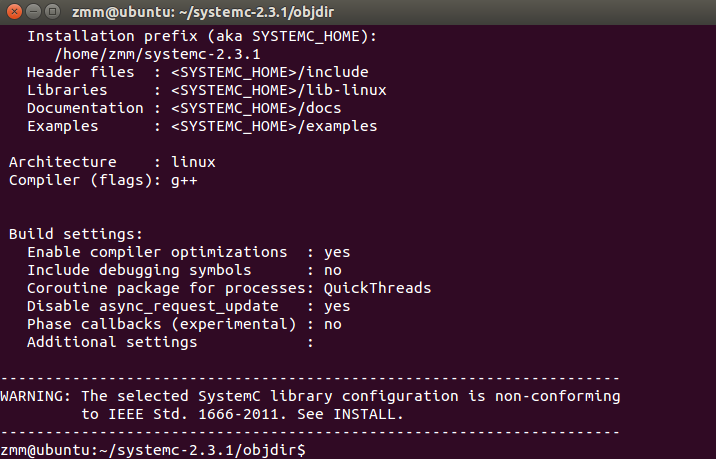 zmm@ubuntu: ~/systemc-2.3.1/objdir
Installation prefix (aka SYSTEMC_HOME):
/home/zmm/systemc-2.3.1
Header files  : <SYSTEMC_HOME>/include
Libraries     : <SYSTEMC_HOME>/lib-linux
Documentation : <SYSTEMC_HOME>/docs
Examples      : <SYSTEMC_HOME>/examples
Architecture    : linux
Compiler (flags): g++
Build settings:
Enable compiler optimizations  : yes
Include debugging symbols      : no
Coroutine package for processes: QuickThreads
Disable async_request_update   : yes
Phase callbacks (experimental) : no
Additional settings            :
---------------------------------------------------------------------
WARNING: The selected SystemC library configuration is non-conforming
to IEEE Std. 1666-2011. See INSTALL.
---------------------------------------------------------------------
zmm@ubuntu:~/systemc-2.3.1/objdir$